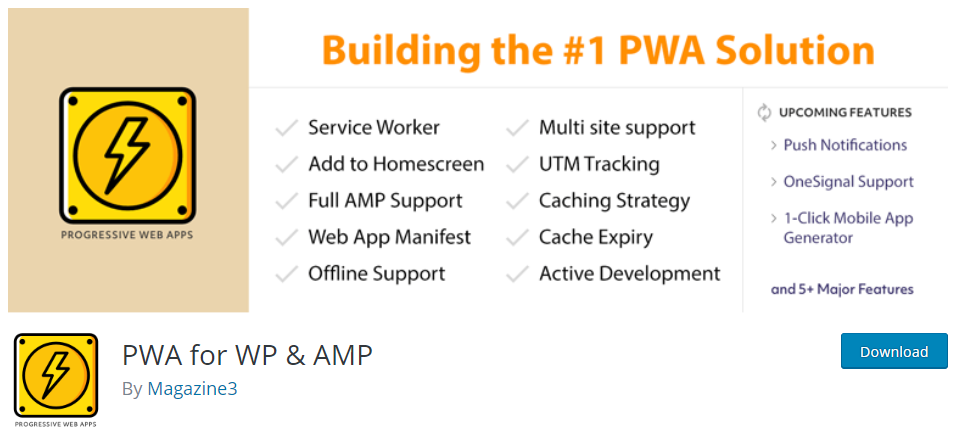 Building the #1 PWA Solution
PROGRESSIVE WEB APPS
Service Worker
Add to Homescreen
Full AMP Support
Web App Manifest
Offline Support
Multi site support
UTM Tracking
Caching Strategy
Cache Expiry
Active Development
UPCOMING FEATURES
Push Notifications
OneSignal Support
1-Click Mobile App
Generator
and 5+ Major Features
PROGRESSIVE WEB APPS
PWA for WP & AMP
By Magazine3
Download